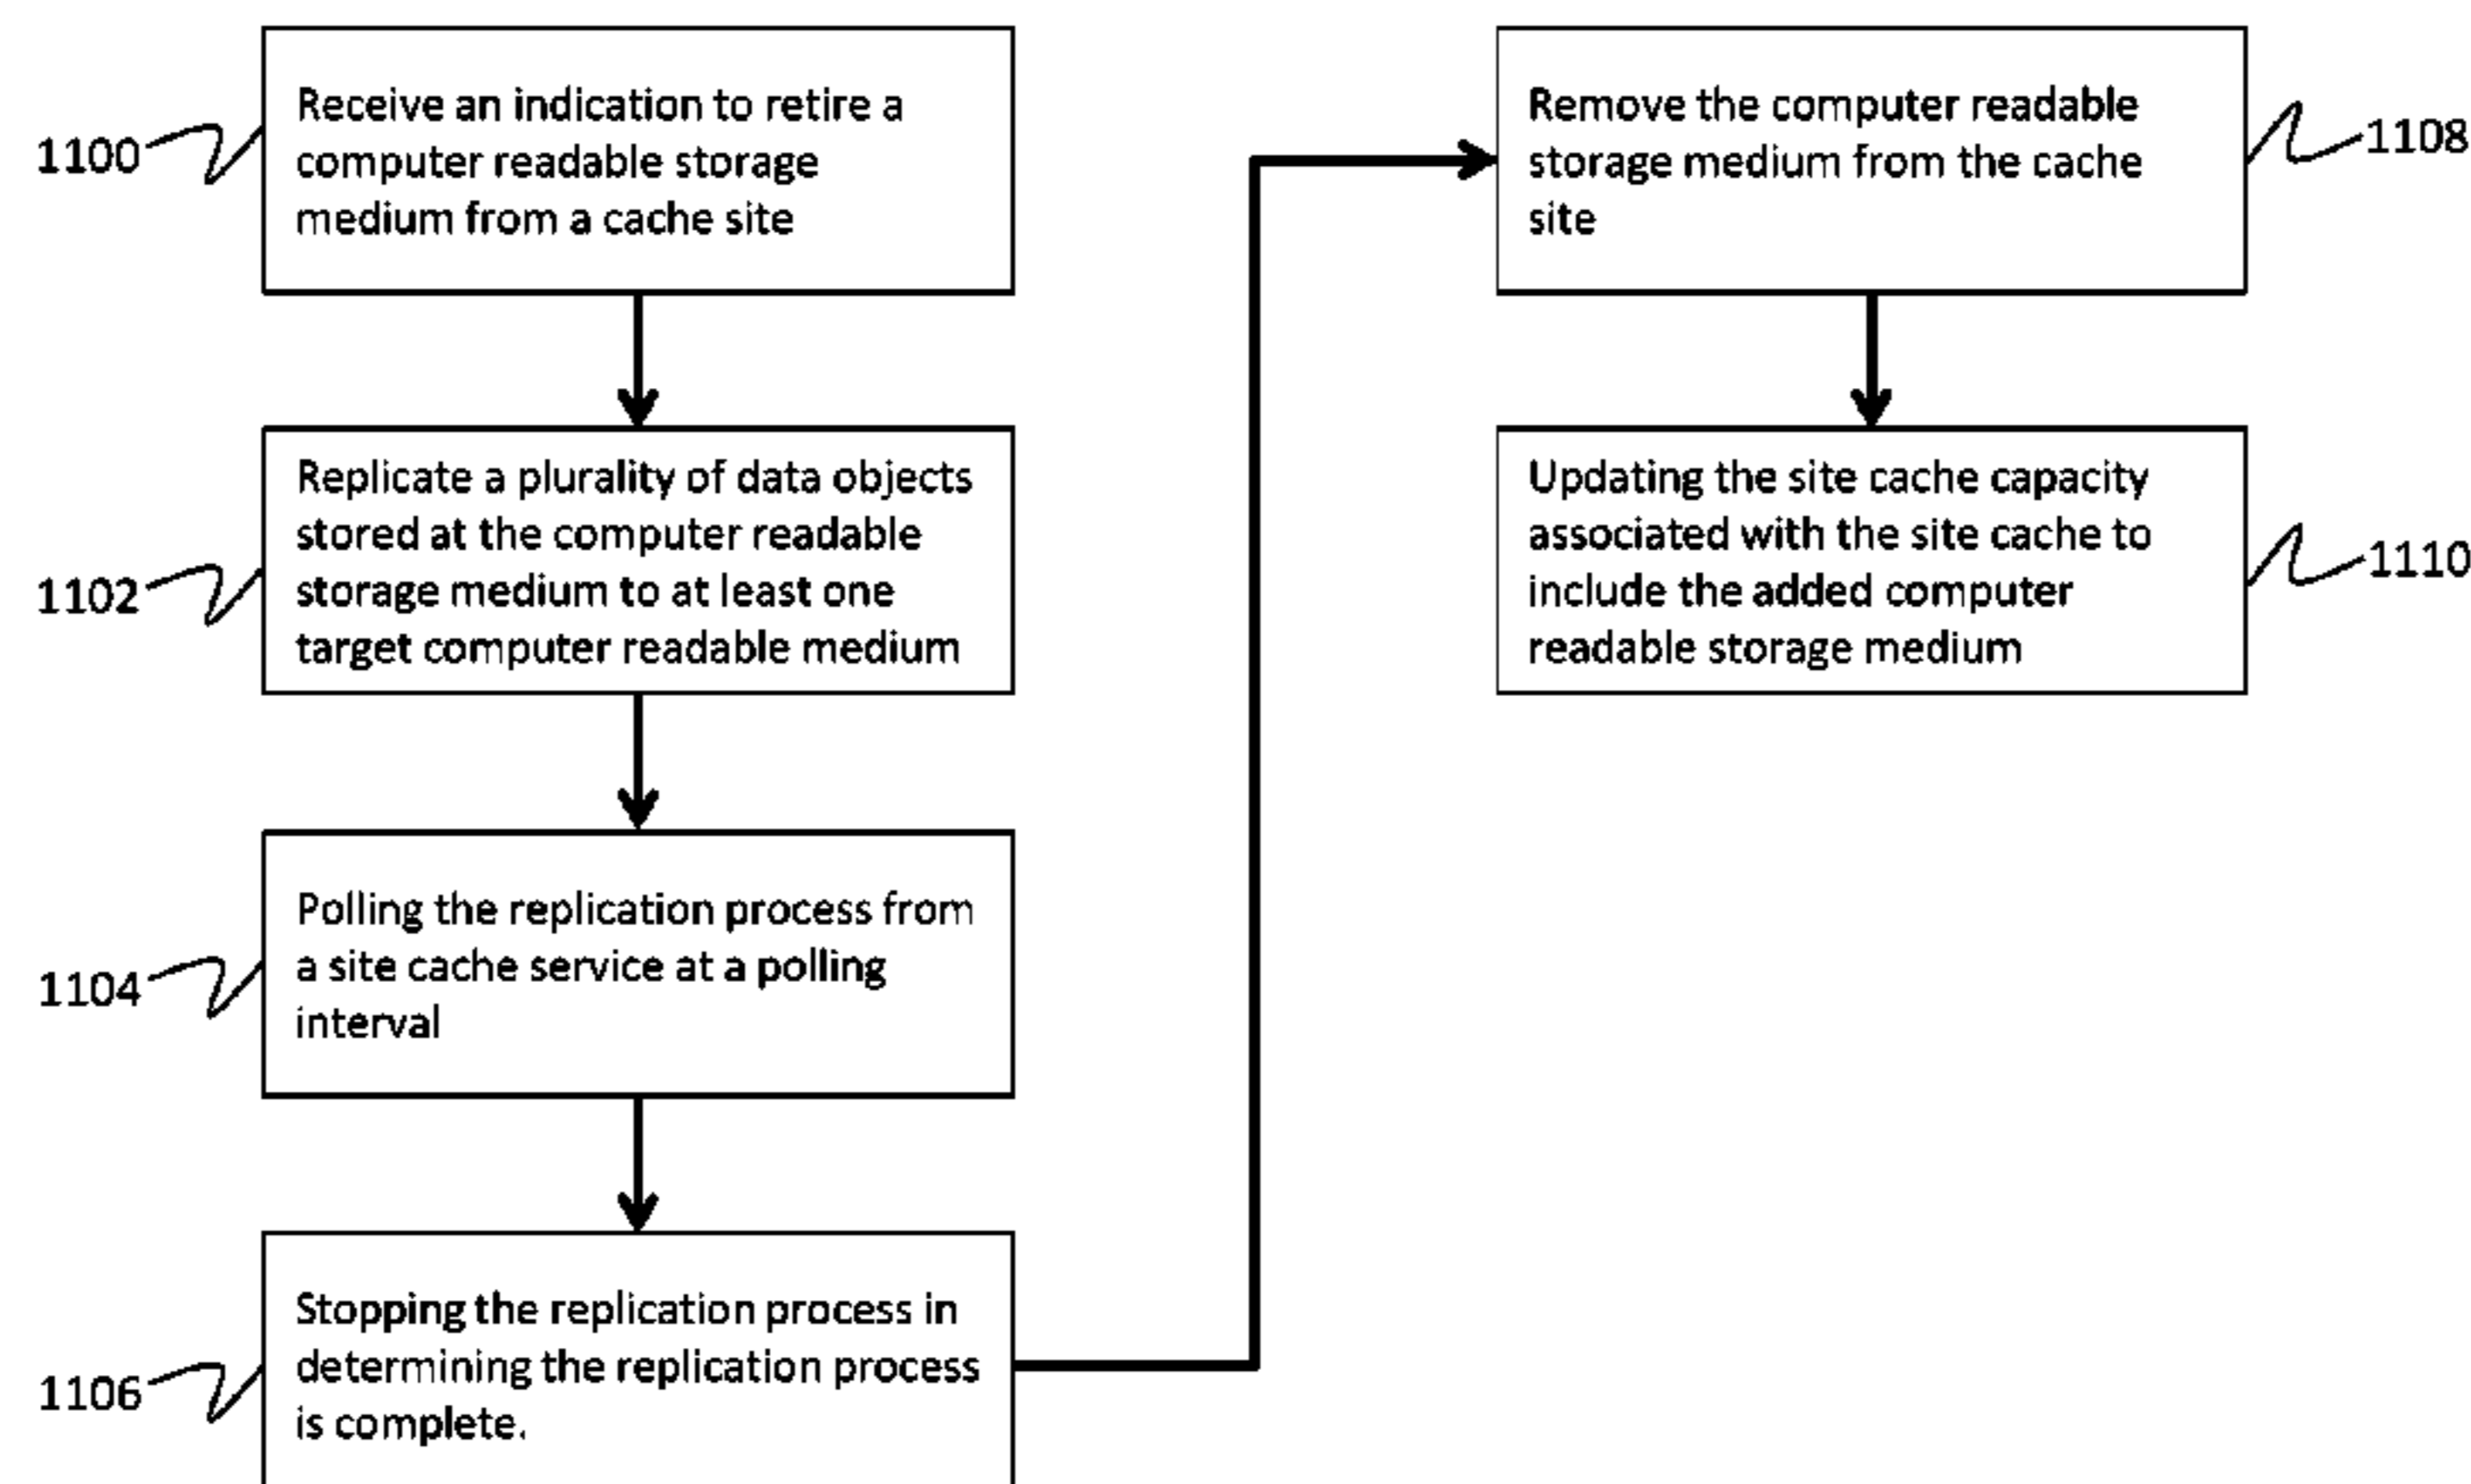 1100
Receive an indication to retire a
computer readable storage
medium from a cache site
1102
Replicate a plurality of data objects
stored at the computer readable
storage medium to at least one
target computer readable medium
1104
Polling the replication process from
a site cache service at a polling
interval
1106
Stopping the replication process in
determining the replication process
is complete.
Remove the computer readable
storage medium from the cache
site
1108
Updating the site cache capacity
associated with the site cache to
include the added computer
readable storage medium
1110